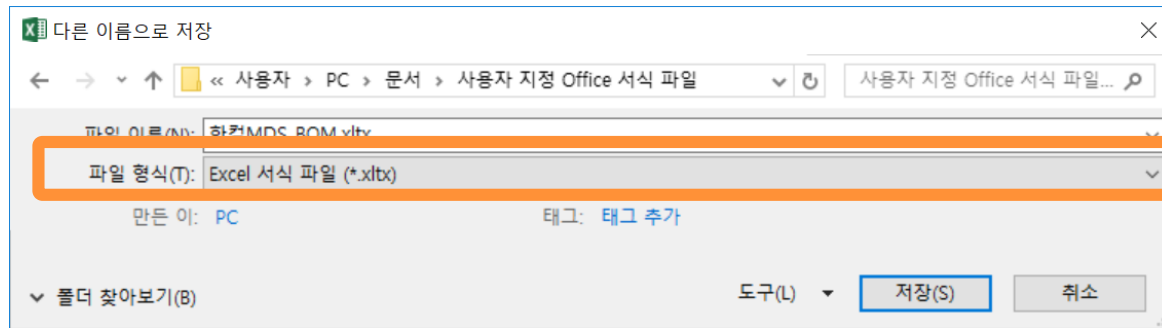 다른 이름으로 저장
« 사용자 › PC › 문서 › 사용자 지정 Office 서식 파일
사용자 지정 Office 서식 파일...
파일 이름(N): 한컴MDS_BOM.xltx
파일 형식(T): Excel 서식 파일 (*.xltx)
만든 이: PC 태그: 태그 추가
폴더 찾아보기(B) 도구(L) 저장(S) 취소